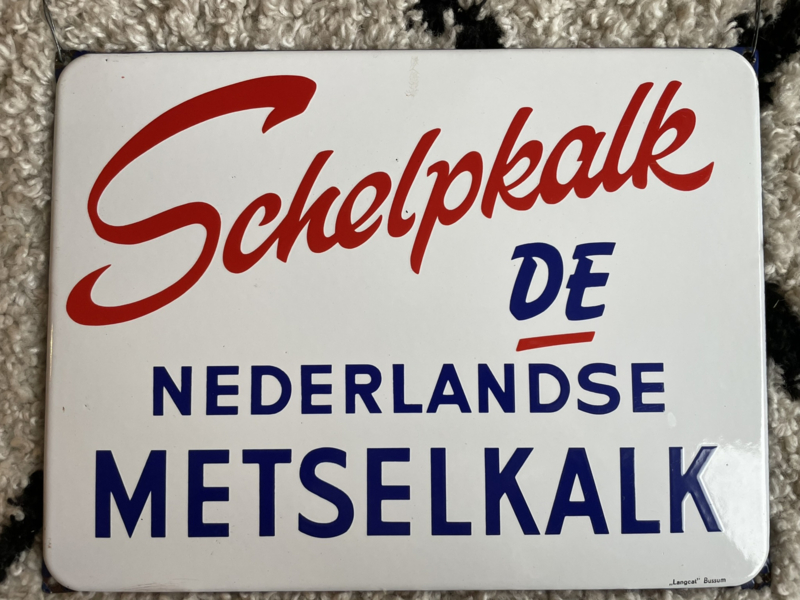 Schelpkalk
DE
NEDERLANDSE
METSELKALK
„Langcat" Bussum